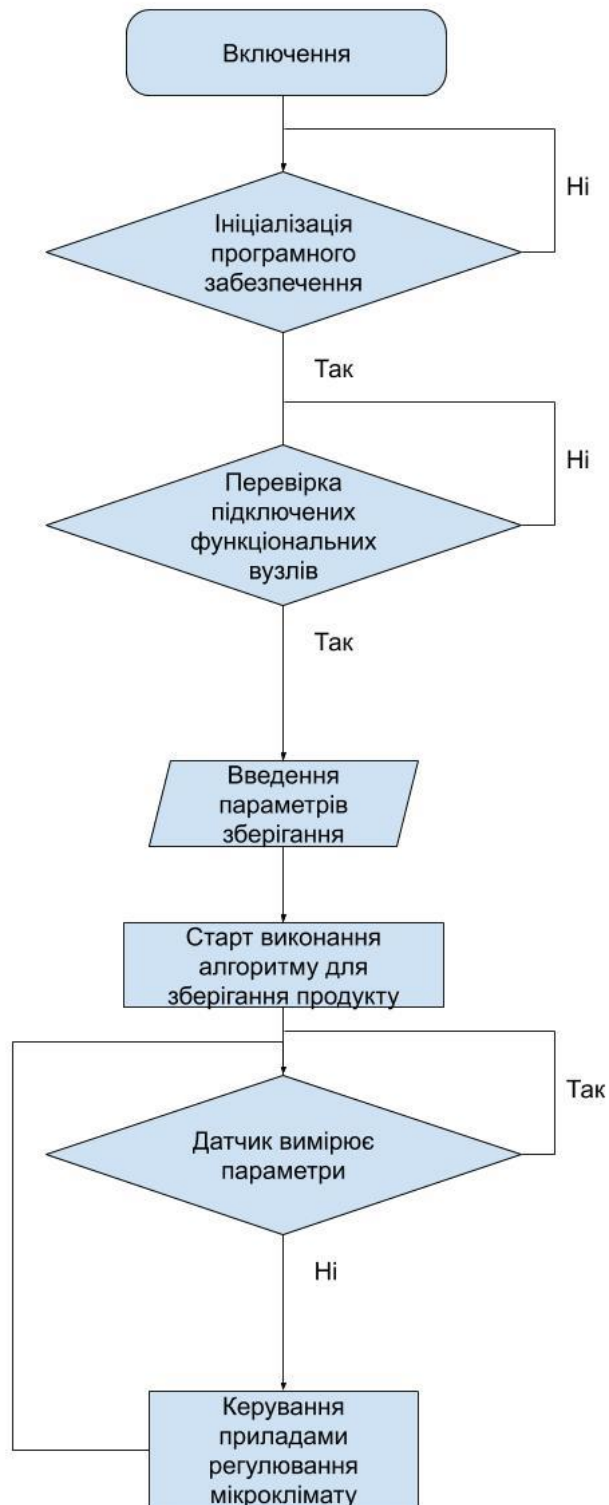 Включення
Ні
Ініціалізація
програмного
забезпечення
Так
Ні
Перевірка
підключених
функціональних
вузлів
Так
Введення
параметрів
зберігання
Старт виконання
алгоритму для
зберігання продукту
Так
Датчик вимірює
параметри
Ні
Керування
приладами
регулювання
мікроклімату